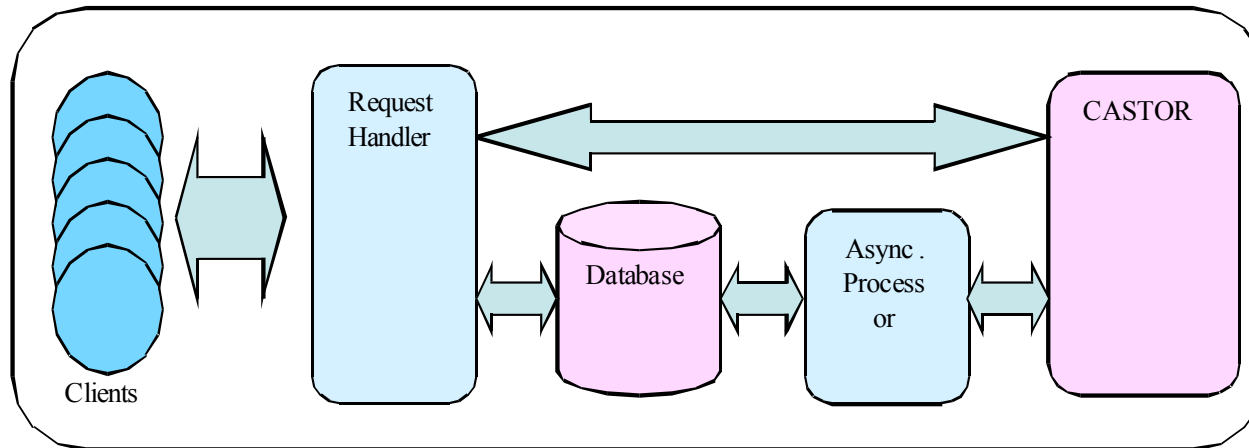 Request
Handler
CASTOR
Database
Async .
Process
or
Clients